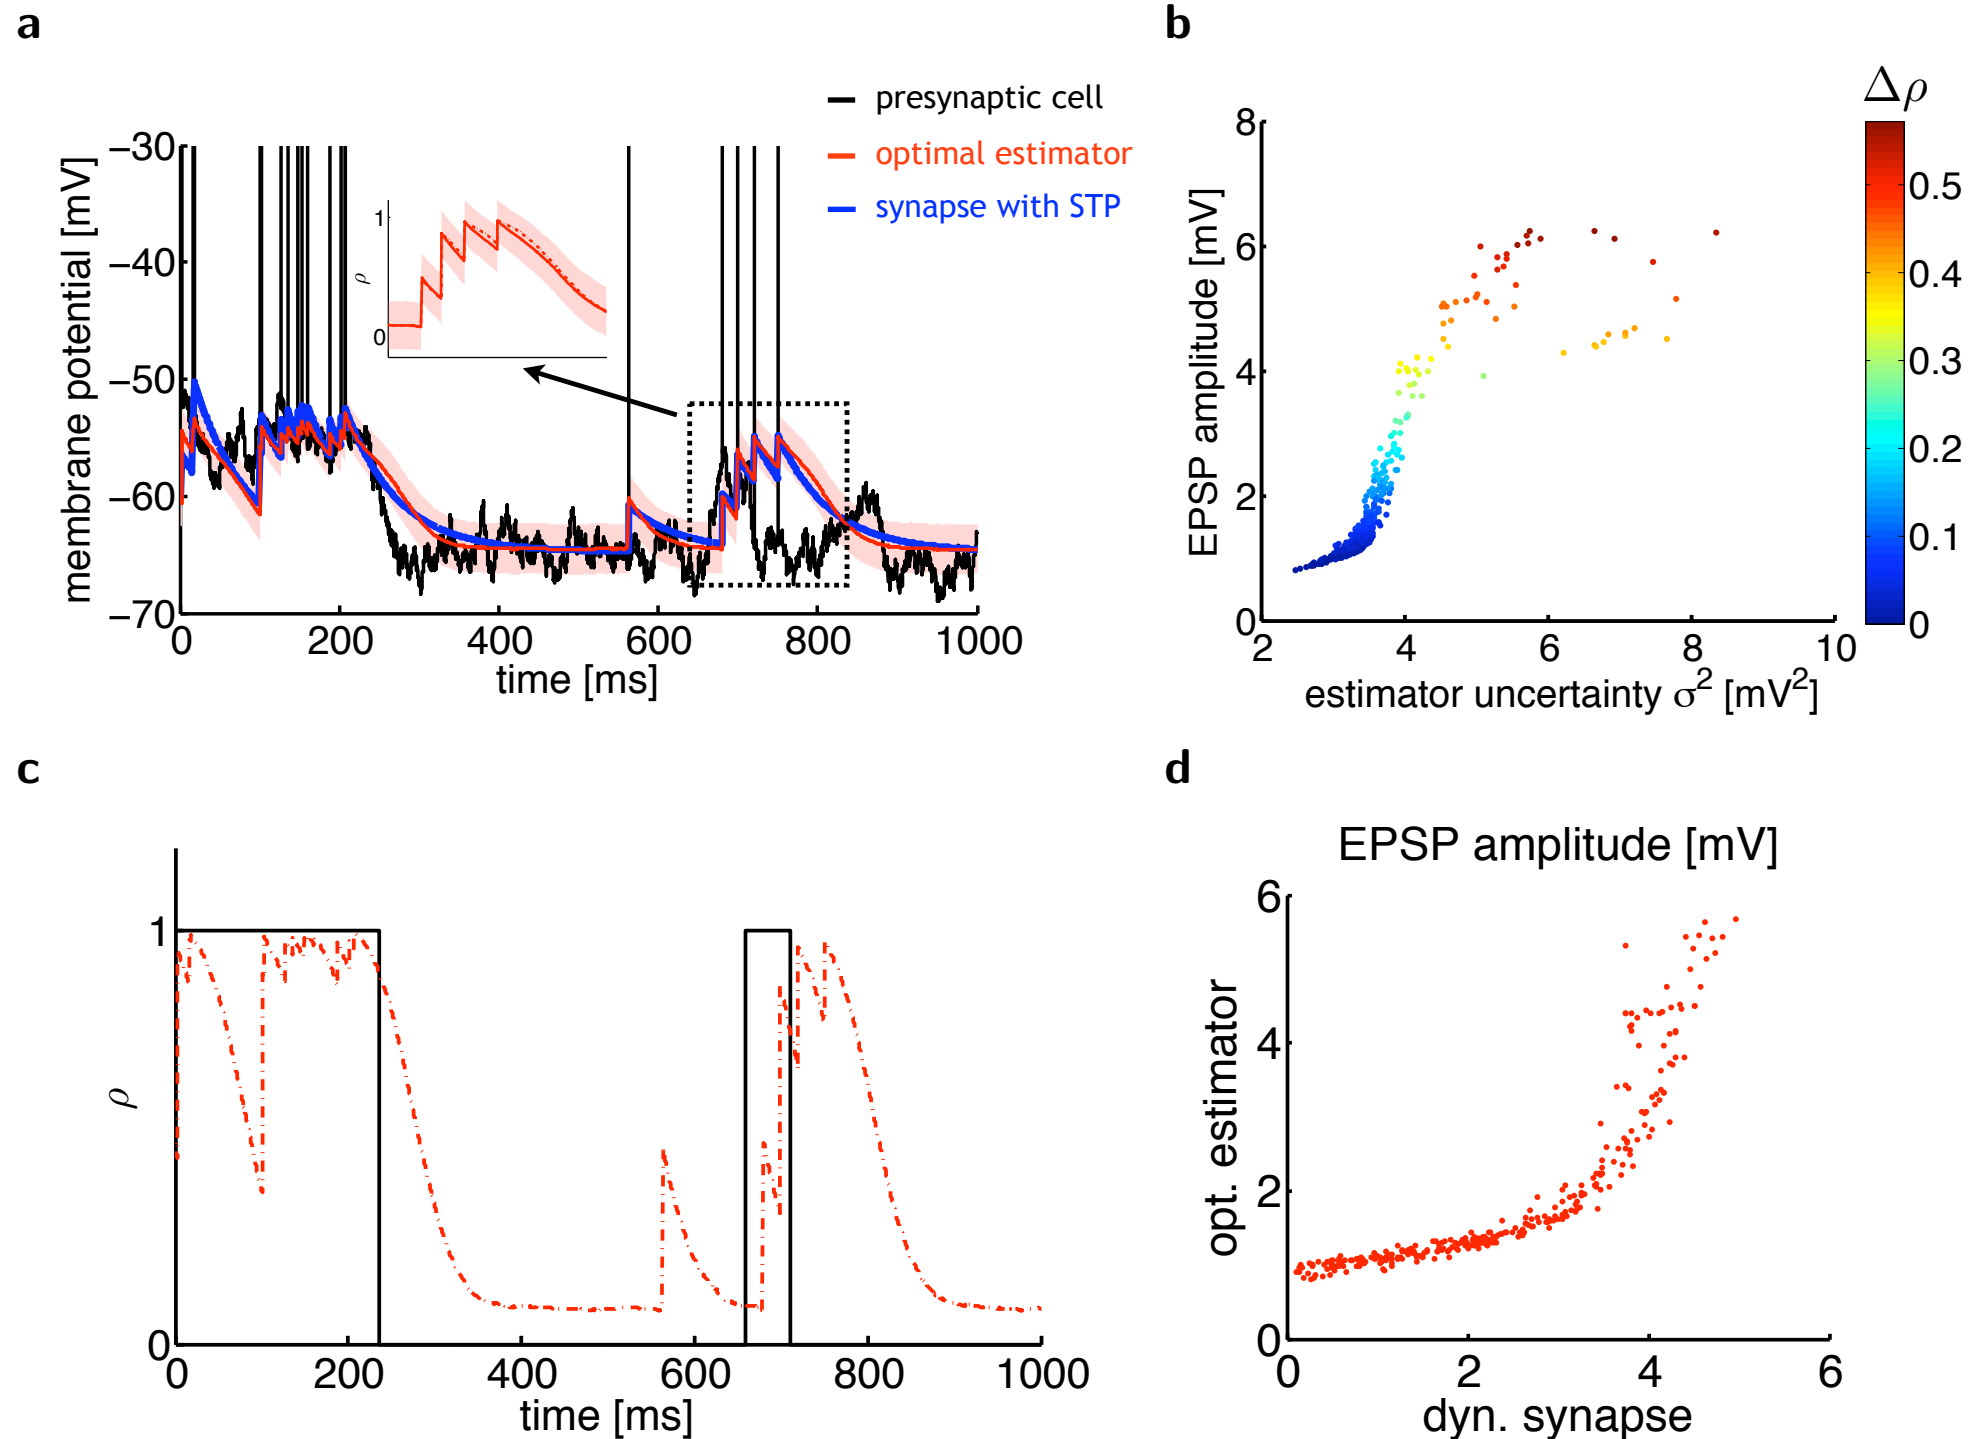 a
presynaptic cell
optimal estimator
synapse with STP
membrane potential [mV]
−30
−40
−50
−60
−70
0 200 400 600 800 1000
time [ms]
1
ρ
0
b
Δρ
EPSP amplitude [mV]
8
6
4
2
0
2 4 6 8 10
estimator uncertainty σ² [mV²]
0.5
0.4
0.3
0.2
0.1
0
c
1
ρ
0
0 200 400 600 800 1000
time [ms]
d
EPSP amplitude [mV]
opt. estimator
6
4
2
0
0 2 4 6
dyn. synapse